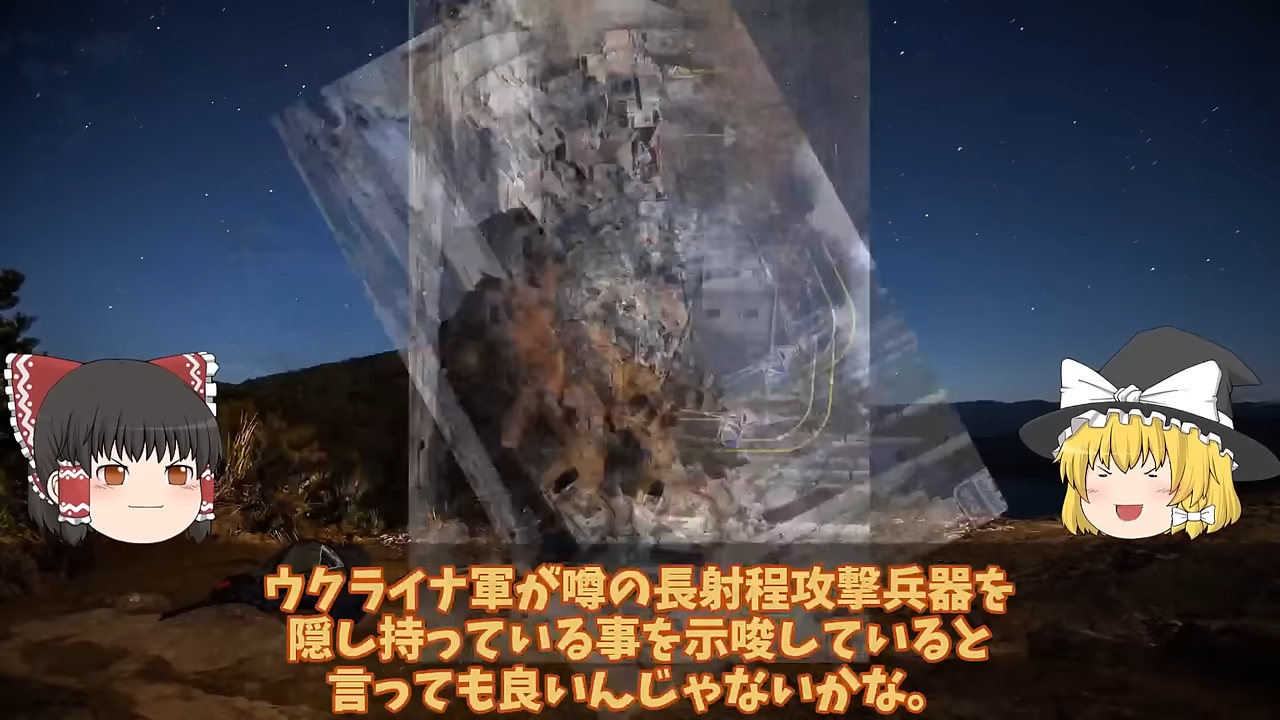 ウクライナ軍が噂の長射程攻撃兵器を
隠し持っている事を示唆していると
言っても良いんじゃないかな。